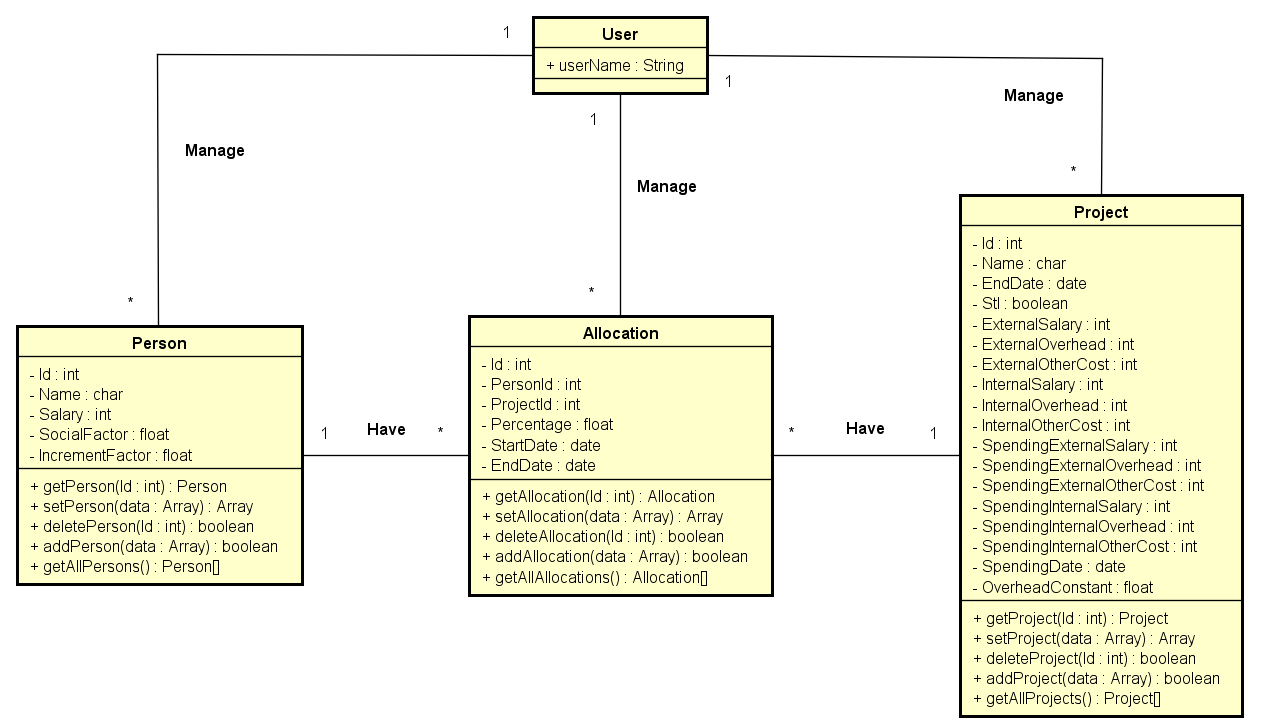 User
+ userName : String
1
1
1
Manage
Manage
Manage
*
*
*
Person
- Id : int
- Name : char
- Salary : int
- SocialFactor : float
- IncrementFactor : float
+ getPerson(Id : int) : Person
+ setPerson(data : Array) : Array
+ deletePerson(Id : int) : boolean
+ addPerson(data : Array) : boolean
+ getAllPersons() : Person[]
1
Have
*
Allocation
- Id : int
- PersonId : int
- ProjectId : int
- Percentage : float
- StartDate : date
- EndDate : date
+ getAllocation(Id : int) : Allocation
+ setAllocation(data : Array) : Array
+ deleteAllocation(Id : int) : boolean
+ addAllocation(data : Array) : boolean
+ getAllAllocations() : Allocation[]
*
Have
1
Project
- Id : int
- Name : char
- EndDate : date
- Stl : boolean
- ExternalSalary : int
- ExternalOverhead : int
- ExternalOtherCost : int
- InternalSalary : int
- InternalOverhead : int
- InternalOtherCost : int
- SpendingExternalSalary : int
- SpendingExternalOverhead : int
- SpendingExternalOtherCost : int
- SpendingInternalSalary : int
- SpendingInternalOverhead : int
- SpendingInternalOtherCost : int
- SpendingDate : date
- OverheadConstant : float
+ getProject(Id : int) : Project
+ setProject(data : Array) : Array
+ deleteProject(Id : int) : boolean
+ addProject(data : Array) : boolean
+ getAllProjects() : Project[]